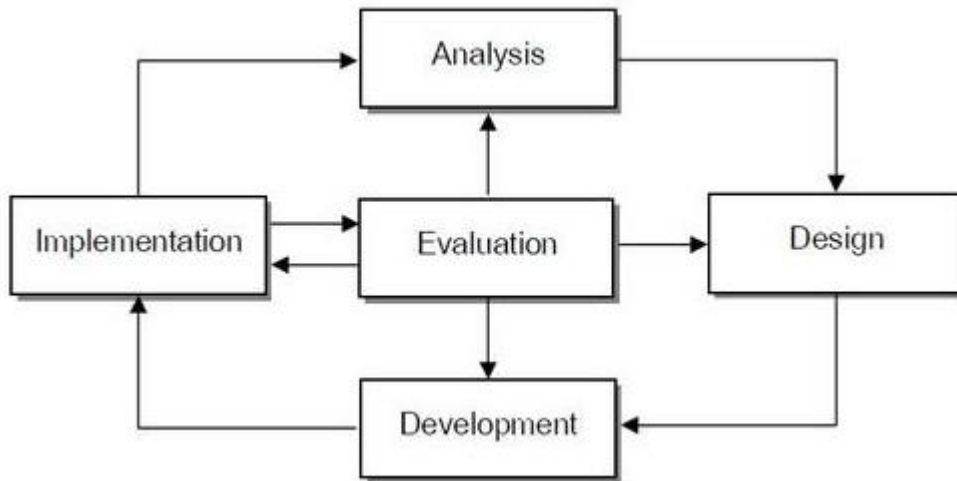 Analysis
Implementation
Evaluation
Design
Development